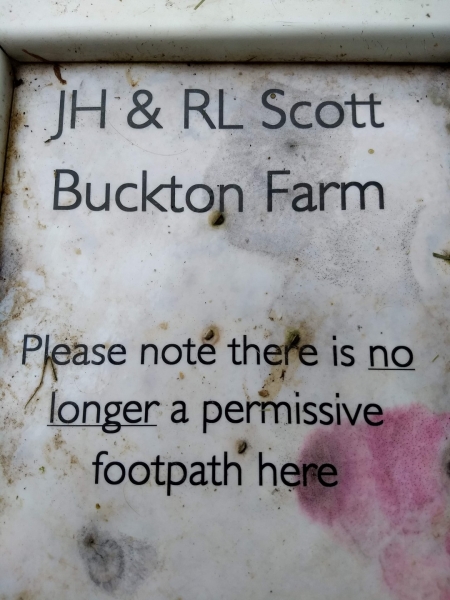 JH & RL Scott
Buckton Farm
Please note there is no
longer a permissive
footpath here